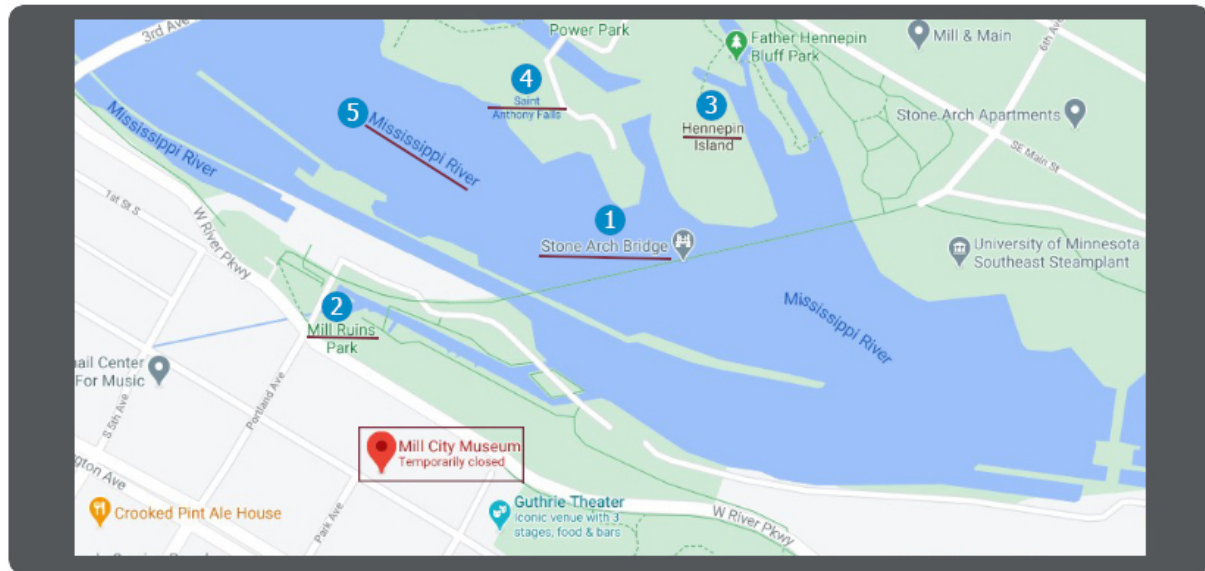 3rd Ave
Power Park
Father Hennepin
Bluff Park
Mill & Main
6th Ave
4
Saint
Anthony Falls
3
Hennepin
Island
Stone Arch Apartments
SE Main St
5
Mississippi River
Mississippi River
1st St S
W River Pkwy
1
Stone Arch Bridge
University of Minnesota
Southeast Steamplant
Mississippi River
2
Mill Ruins
Park
ail Center
For Music
S 5th Ave
Portland Ave
Mill City Museum
Temporarily closed
gton Ave
Crooked Pint Ale House
Park Ave
Guthrie Theater
Iconic venue with 3
stages, food & bars
W River Pkwy